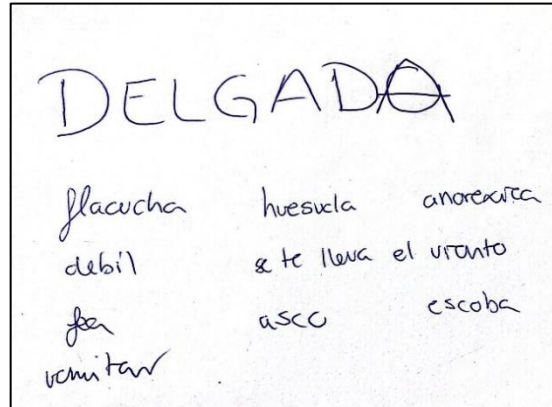 DELGADA
flacucha huesuda anorexica
debil se te lleva el viento
fea asco escoba
vomitar